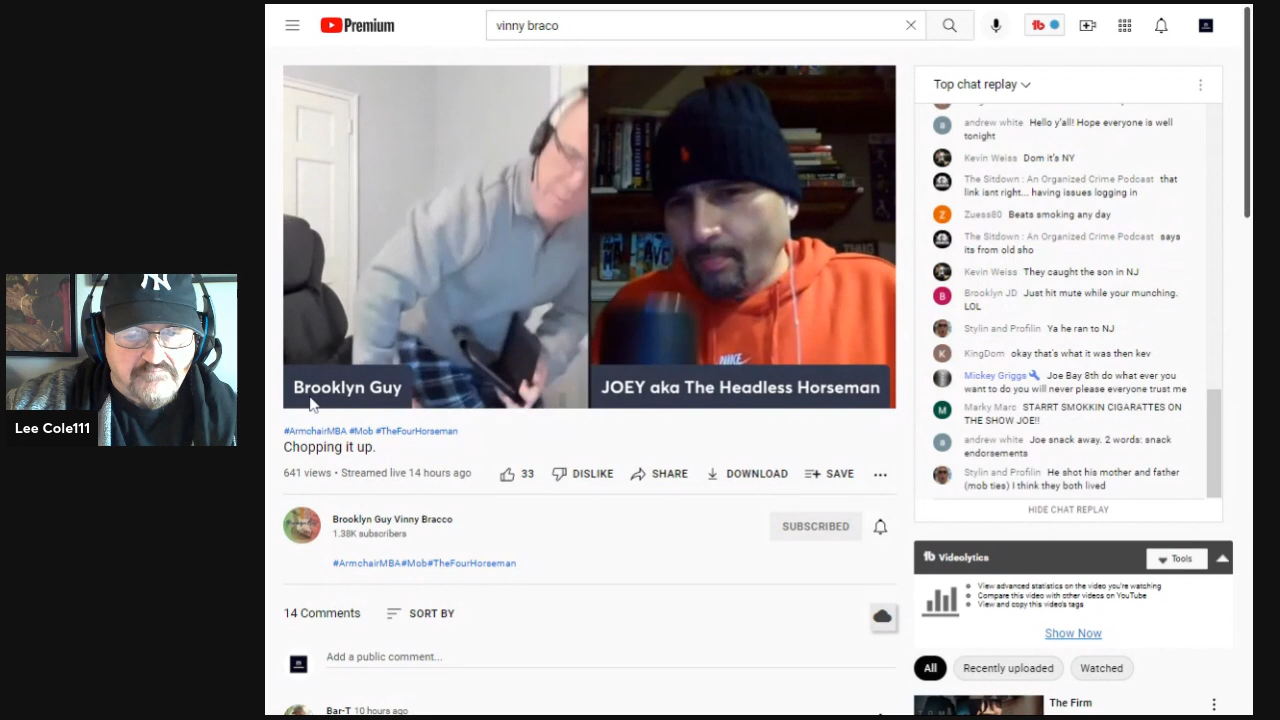 Premium
vinny braco
Brooklyn Guy
JOEY aka The Headless Horseman
NY
NIKE
Lee Cole111
#ArmchairMBA #Mob #TheFourHorseman
Chopping it up.
641 views • Streamed live 14 hours ago
33
DISLIKE
SHARE
DOWNLOAD
SAVE
Brooklyn Guy Vinny Bracco
1.38K subscribers
SUBSCRIBED
#ArmchairMBA#Mob#TheFourHorseman
14 Comments
SORT BY
Add a public comment...
Bar-T 10 hours ago
Top chat replay
andrew white Hello y'all! Hope everyone is well
tonight
Kevin Weiss Dom it's NY
The Sitdown : An Organized Crime Podcast that
link isnt right... having issues logging in
Zuess80 Beats smoking any day
The Sitdown : An Organized Crime Podcast says
its from old sho
Kevin Weiss They caught the son in NJ
Brooklyn JD Just hit mute while your munching.
LOL
Stylin and Profilin Ya he ran to NJ
KingDom okay that's what it was then kev
Mickey Griggs Joe Bay 8th do what ever you
want to do you will never please everyone trust me
Marky Marc STARRT SMOKKIN CIGARATTES ON
THE SHOW JOE!!
andrew white Joe snack away. 2 words: snack
endorsements
Stylin and Profilin He shot his mother and father
(mob ties) I think they both lived
HIDE CHAT REPLAY
Videolytics
Tools
View advanced statistics on the video you're watching
Compare this video with other videos on YouTube
View and copy this video's tags
Show Now
All
Recently uploaded
Watched
The Firm